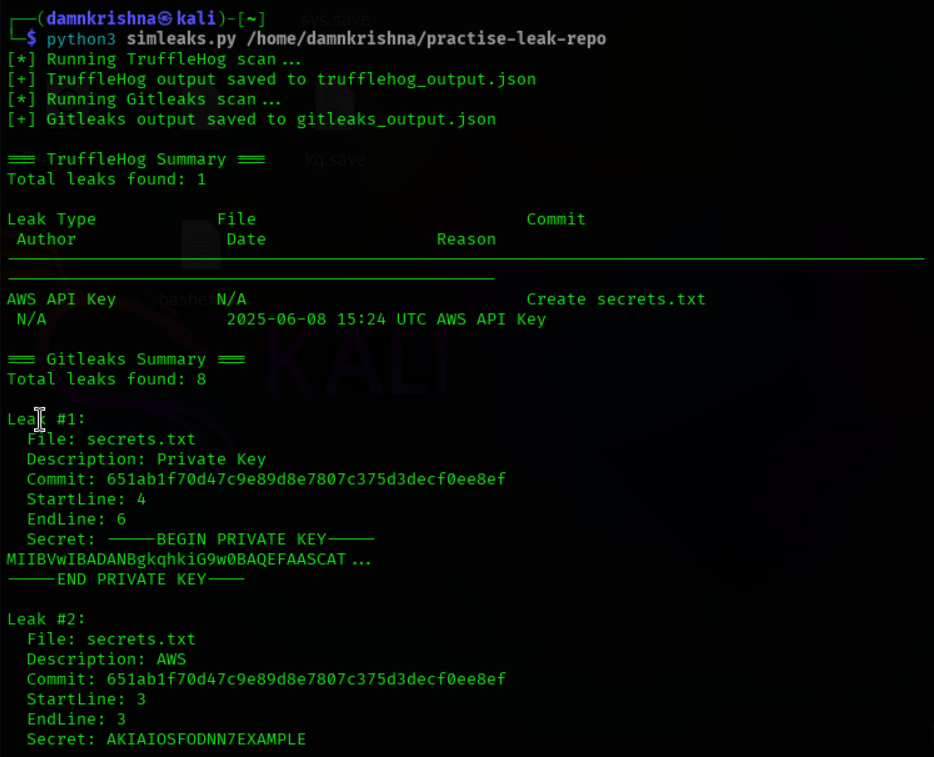 sys.save
┌──(damnkrishna㉿kali)-[~]
└─$ python3 simleaks.py /home/damnkrishna/practise-leak-repo
[*] Running TruffleHog scan...
[+] TruffleHog output saved to trufflehog_output.json
[*] Running Gitleaks scan...
[+] Gitleaks output saved to gitleaks_output.json
kg.save
=== TruffleHog Summary ===
Total leaks found: 1
Leak Type File Commit
Author Date Reason
AWS API Key N/A Create secrets.txt
N/A 2025-06-08 15:24 UTC AWS API Key
KALI
=== Gitleaks Summary ===
Total leaks found: 8
Leak #1:
File: secrets.txt
Description: Private Key
Commit: 651ab1f70d47c9e89d8e7807c375d3decf0ee8ef
StartLine: 4
EndLine: 6
Secret: -----BEGIN PRIVATE KEY-----
MIIBVwIBADANBgkqhkiG9w0BAQEFAASCAT...
-----END PRIVATE KEY-----
Leak #2:
File: secrets.txt
Description: AWS
Commit: 651ab1f70d47c9e89d8e7807c375d3decf0ee8ef
StartLine: 3
EndLine: 3
Secret: AKIAIOSFODNN7EXAMPLE